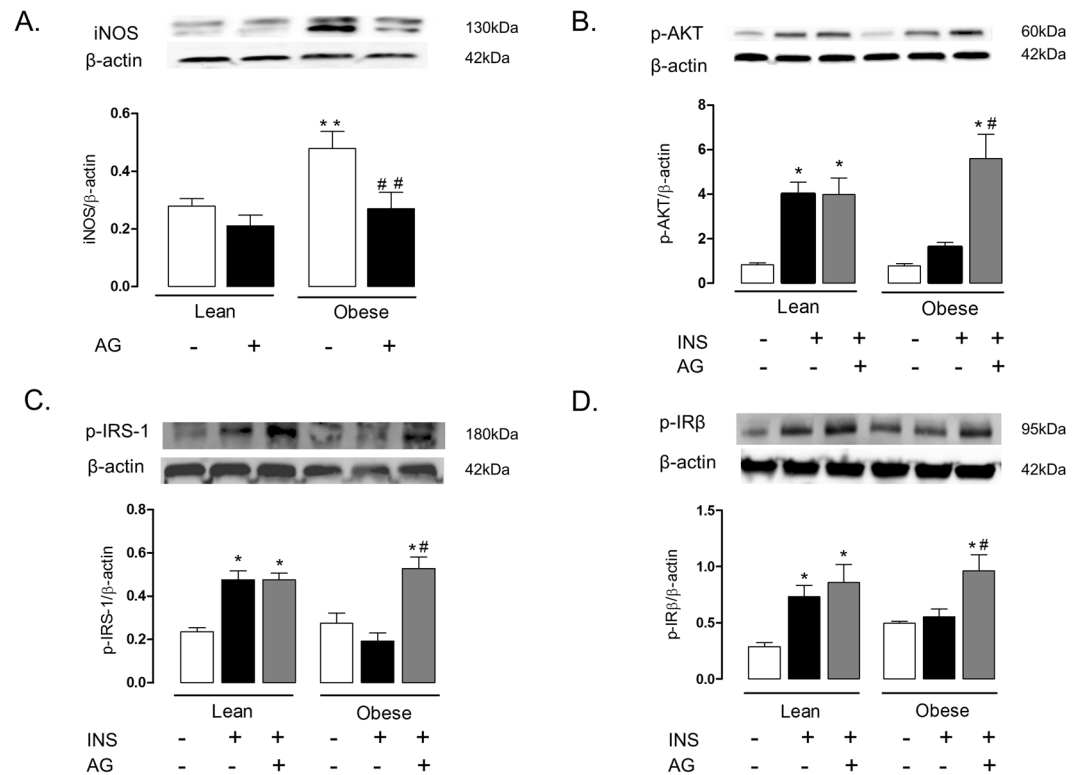 A.
iNOS 130kDa
β-actin 42kDa
iNOS/β-actin
0.6
0.4
0.2
0.0
* *
# #
Lean Obese
AG - + - +
B.
p-AKT 60kDa
β-actin 42kDa
p-AKT/β-actin
8
6
4
2
0
* * *#
Lean Obese
INS - + + - + +
AG - - + - - +
C.
p-IRS-1 180kDa
β-actin 42kDa
p-IRS-1/β-actin
0.8
0.6
0.4
0.2
0.0
* * *#
Lean Obese
INS - + + - + +
AG - - + - - +
D.
p-IRβ 95kDa
β-actin 42kDa
p-IRβ/β-actin
1.5
1.0
0.5
0.0
* * *#
Lean Obese
INS - + + - + +
AG - - + - - +